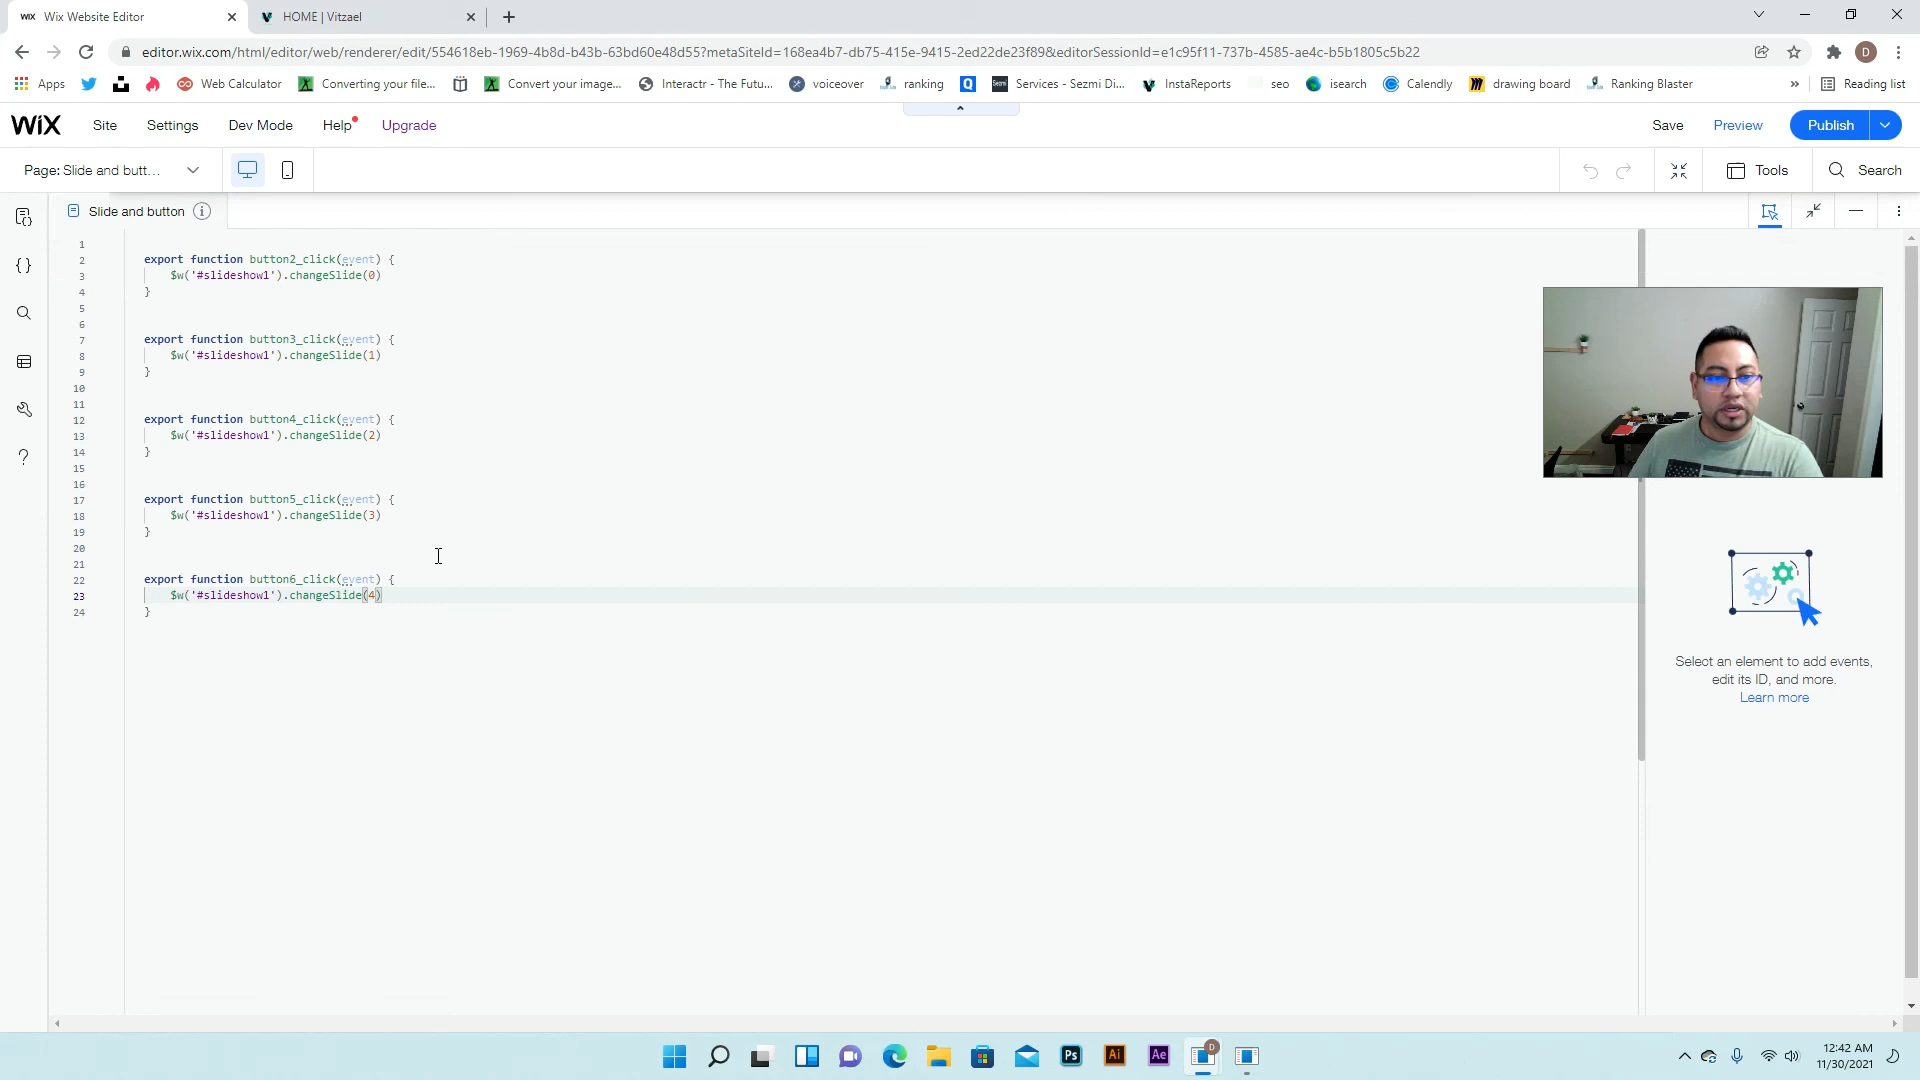 WiX Wix Website Editor
HOME | Vitzael
editor.wix.com/html/editor/web/renderer/edit/554618eb-1969-4b8d-b43b-63bd60e48d55?metaSiteId=168ea4b7-db75-415e-9415-2ed22de23f89&editorSessionId=e1c95f11-737b-4585-ae4c-b5b1805c5b22
D
Apps Web Calculator Converting your file... Convert your image... Interactr - The Futu... voiceover ranking Services - Sezmi Di... InstaReports seo isearch Calendly drawing board Ranking Blaster » Reading list
WiX Site Settings Dev Mode Help Upgrade Save Preview Publish
Page: Slide and butt... Tools Search
Slide and button
1
2 export function button2_click(event) {
3 $w('#slideshow1').changeSlide(0)
4 }
5
6
7 export function button3_click(event) {
8 $w('#slideshow1').changeSlide(1)
9 }
10
11
12 export function button4_click(event) {
13 $w('#slideshow1').changeSlide(2)
14 }
15
16
17 export function button5_click(event) {
18 $w('#slideshow1').changeSlide(3)
19 }
20
21
22 export function button6_click(event) {
23 $w('#slideshow1').changeSlide(4)
24 }
Select an element to add events,
edit its ID, and more.
Learn more
Ps Ai Ae D
12:42 AM
11/30/2021